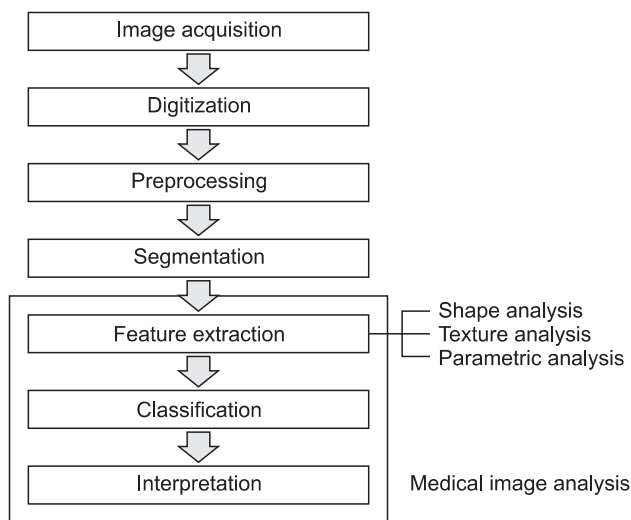 Image acquisition
Digitization
Preprocessing
Segmentation
Feature extraction
Shape analysis
Texture analysis
Parametric analysis
Classification
Interpretation
Medical image analysis